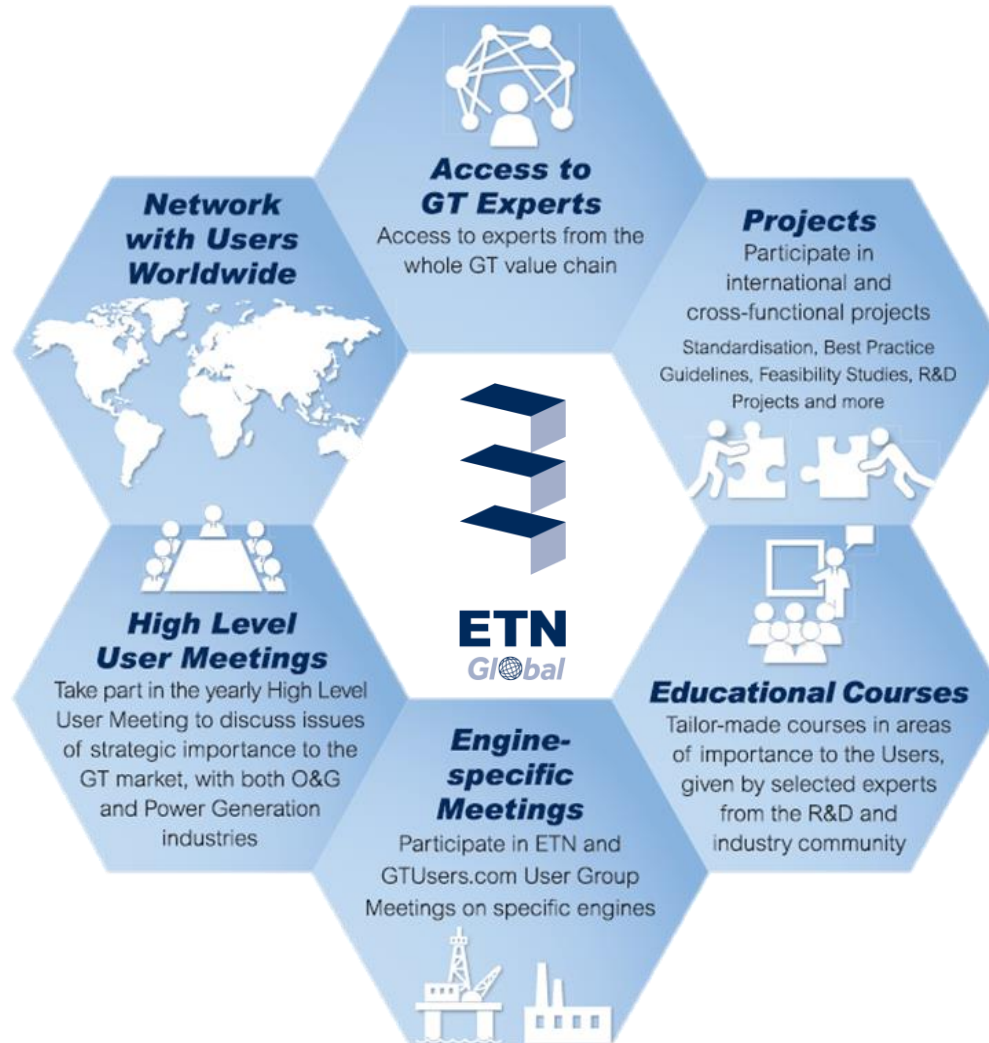 Access to
GT Experts
Access to experts from the
whole GT value chain
Network
with Users
Worldwide
Projects
Participate in
international and
cross-functional projects
Standardisation, Best Practice
Guidelines, Feasibility Studies, R&D
Projects and more
ETN
Global
High Level
User Meetings
Take part in the yearly High Level
User Meeting to discuss issues
of strategic importance to the
GT market, with both O&G
and Power Generation
industries
Educational Courses
Tailor-made courses in areas
of importance to the Users,
given by selected experts
from the R&D and
industry community
Engine-
specific
Meetings
Participate in ETN and
GTUsers.com User Group
Meetings on specific engines